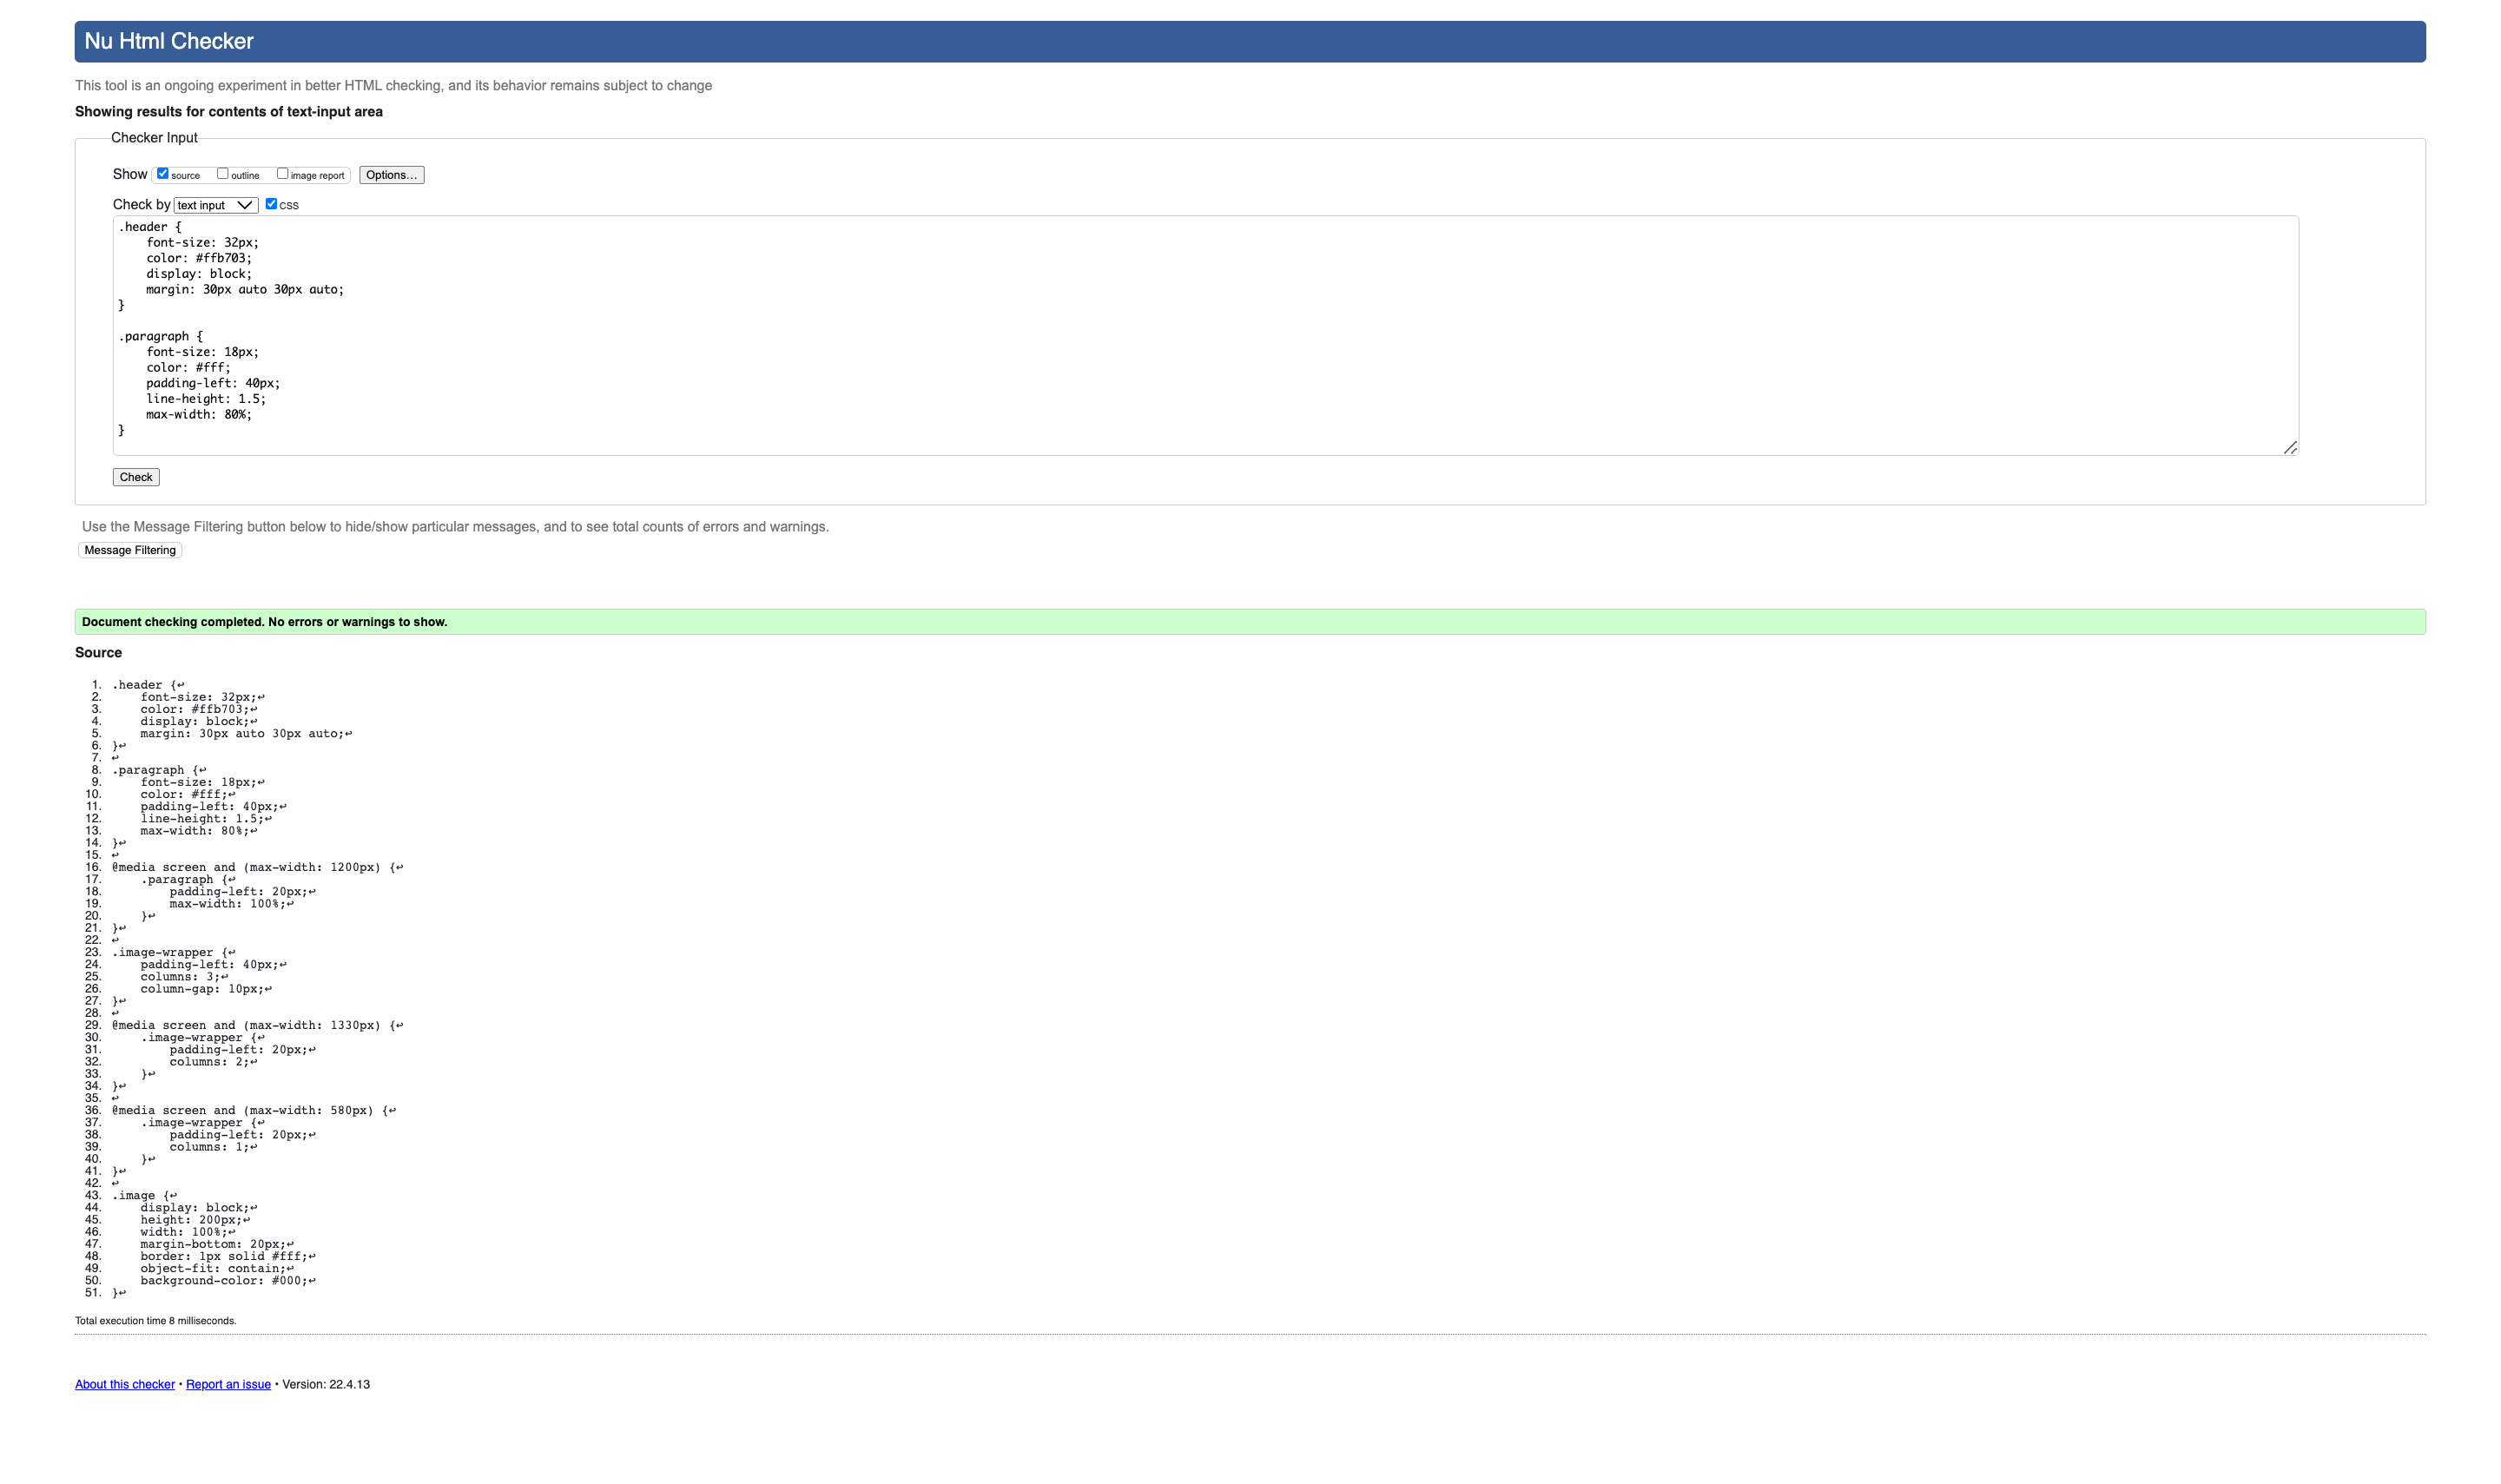 Nu Html Checker
This tool is an ongoing experiment in better HTML checking, and its behavior remains subject to change
Showing results for contents of text-input area
Checker Input
Show source outline image report Options...
Check by text input CSS
.header {
    font-size: 32px;
    color: #ffb703;
    display: block;
    margin: 30px auto 30px auto;
}

.paragraph {
    font-size: 18px;
    color: #fff;
    padding-left: 40px;
    line-height: 1.5;
    max-width: 80%;
}
Check
Use the Message Filtering button below to hide/show particular messages, and to see total counts of errors and warnings.
Message Filtering
Document checking completed. No errors or warnings to show.
Source
1. .header {↩
2.     font-size: 32px;↩
3.     color: #ffb703;↩
4.     display: block;↩
5.     margin: 30px auto 30px auto;↩
6. }↩
7. ↩
8. .paragraph {↩
9.     font-size: 18px;↩
10.     color: #fff;↩
11.     padding-left: 40px;↩
12.     line-height: 1.5;↩
13.     max-width: 80%;↩
14. }↩
15. ↩
16. @media screen and (max-width: 1200px) {↩
17.     .paragraph {↩
18.         padding-left: 20px;↩
19.         max-width: 100%;↩
20.     }↩
21. }↩
22. ↩
23. .image-wrapper {↩
24.     padding-left: 40px;↩
25.     columns: 3;↩
26.     column-gap: 10px;↩
27. }↩
28. ↩
29. @media screen and (max-width: 1330px) {↩
30.     .image-wrapper {↩
31.         padding-left: 20px;↩
32.         columns: 2;↩
33.     }↩
34. }↩
35. ↩
36. @media screen and (max-width: 580px) {↩
37.     .image-wrapper {↩
38.         padding-left: 20px;↩
39.         columns: 1;↩
40.     }↩
41. }↩
42. ↩
43. .image {↩
44.     display: block;↩
45.     height: 200px;↩
46.     width: 100%;↩
47.     margin-bottom: 20px;↩
48.     border: 1px solid #fff;↩
49.     object-fit: contain;↩
50.     background-color: #000;↩
51. }↩
Total execution time 8 milliseconds.
About this checker • Report an issue • Version: 22.4.13